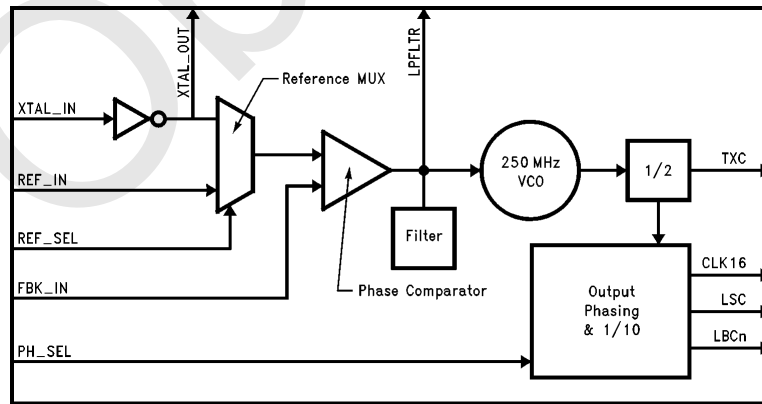 XTAL_OUT
LPFLTR
Reference MUX
XTAL_IN
250 MHz
VCO
1/2
TXC
REF_IN
REF_SEL
Filter
CLK16
FBK_IN
Phase Comparator
Output
Phasing
& 1/10
LSC
LBCn
PH_SEL